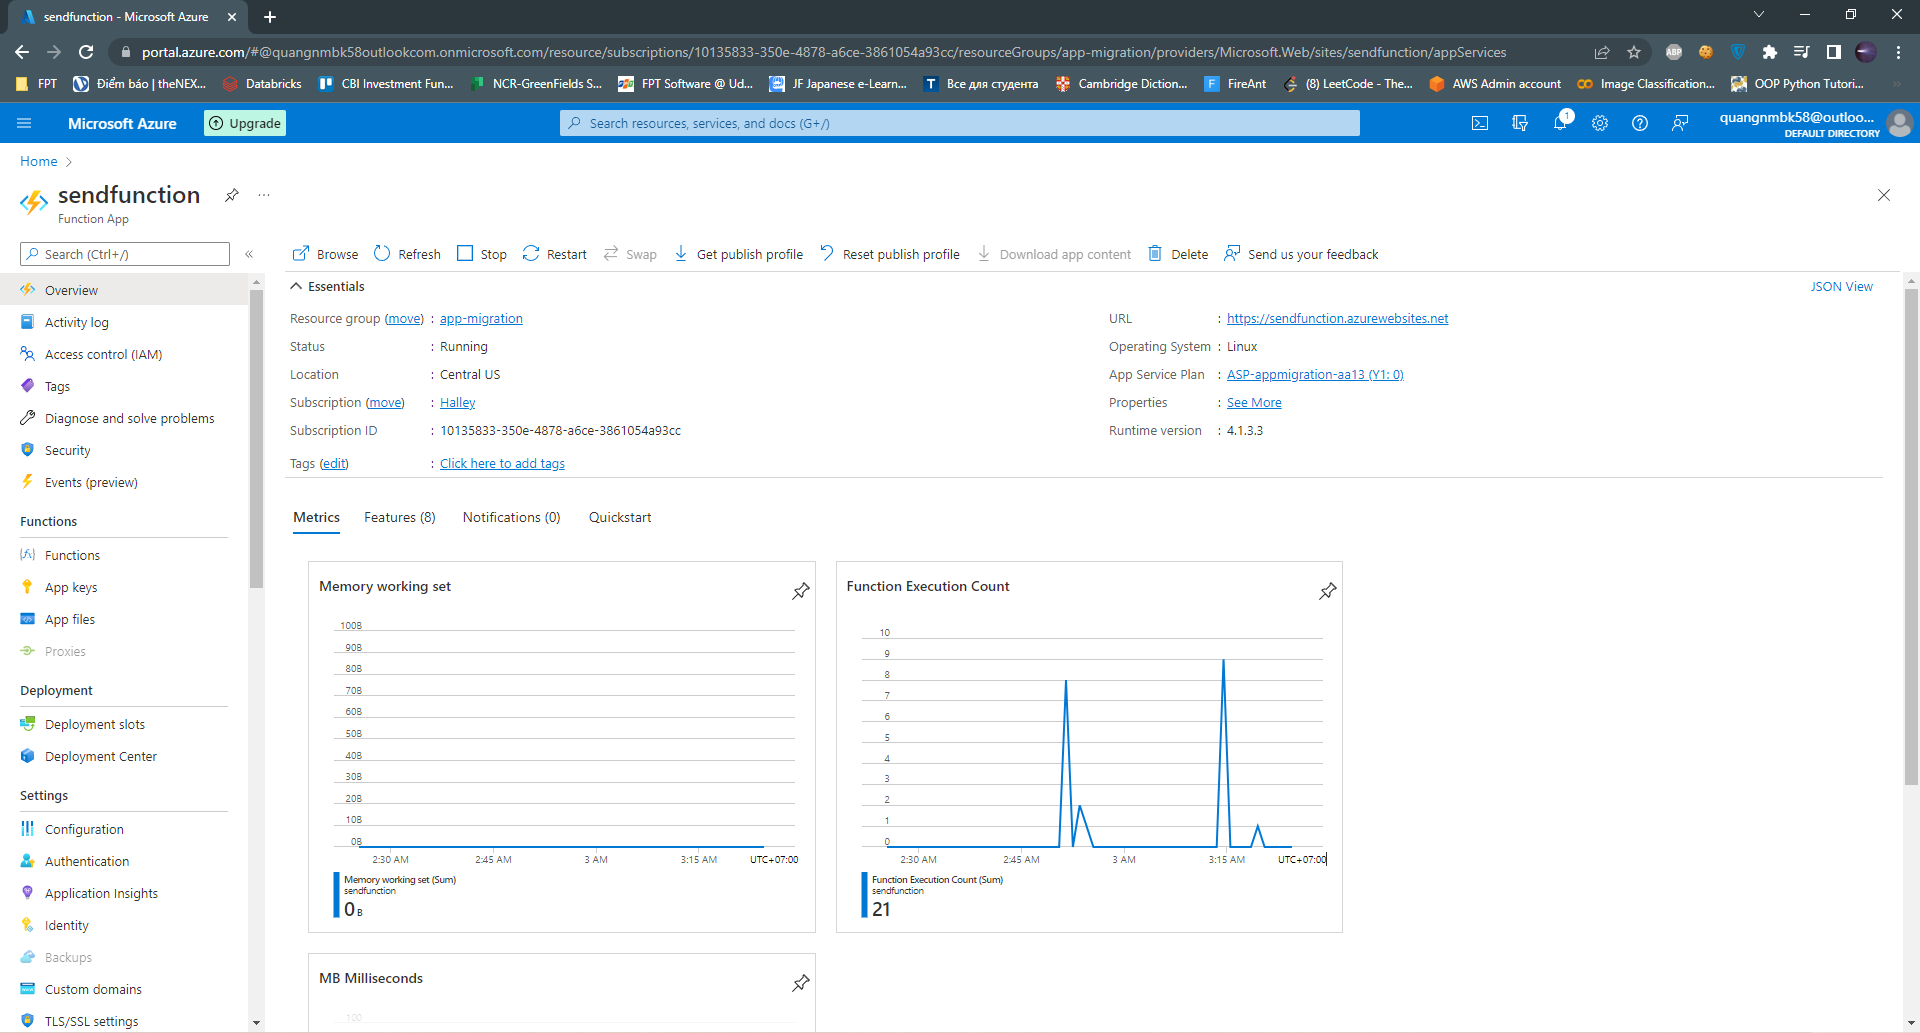 sendfunction - Microsoft Azure
portal.azure.com/#@quangnmbk58outlookcom.onmicrosoft.com/resource/subscriptions/10135833-350e-4878-a6ce-3861054a93cc/resourceGroups/app-migration/providers/Microsoft.Web/sites/sendfunction/appServices
ABP
FPT
Điểm báo | theNEX...
Databricks
CBI Investment Fun...
NCR-GreenFields S...
FPT Software @ Ud...
JF Japanese e-Learn...
Все для студента
Cambridge Diction...
FireAnt
(8) LeetCode - The...
AWS Admin account
Image Classification...
OOP Python Tutori...
Microsoft Azure
Upgrade
Search resources, services, and docs (G+/)
1
quangnmbk58@outloo...
DEFAULT DIRECTORY
Home
sendfunction
Function App
Search (Ctrl+/)
Browse
Refresh
Stop
Restart
Swap
Get publish profile
Reset publish profile
Download app content
Delete
Send us your feedback
Overview
Activity log
Access control (IAM)
Tags
Diagnose and solve problems
Security
Events (preview)
Functions
Functions
App keys
App files
Proxies
Deployment
Deployment slots
Deployment Center
Settings
Configuration
Authentication
Application Insights
Identity
Backups
Custom domains
TLS/SSL settings
Essentials
JSON View
Resource group (move) : app-migration
Status : Running
Location : Central US
Subscription (move) : Halley
Subscription ID : 10135833-350e-4878-a6ce-3861054a93cc
Tags (edit) : Click here to add tags
URL : https://sendfunction.azurewebsites.net
Operating System : Linux
App Service Plan : ASP-appmigration-aa13 (Y1: 0)
Properties : See More
Runtime version : 4.1.3.3
Metrics
Features (8)
Notifications (0)
Quickstart
Memory working set
100B
90B
80B
70B
60B
50B
40B
30B
20B
10B
0B
2:30 AM 2:45 AM 3 AM 3:15 AM UTC+07:00
Memory working set (Sum)
sendfunction
0 B
Function Execution Count
10
9
8
7
6
5
4
3
2
1
0
2:30 AM 2:45 AM 3 AM 3:15 AM UTC+07:00
Function Execution Count (Sum)
sendfunction
21
MB Milliseconds
100